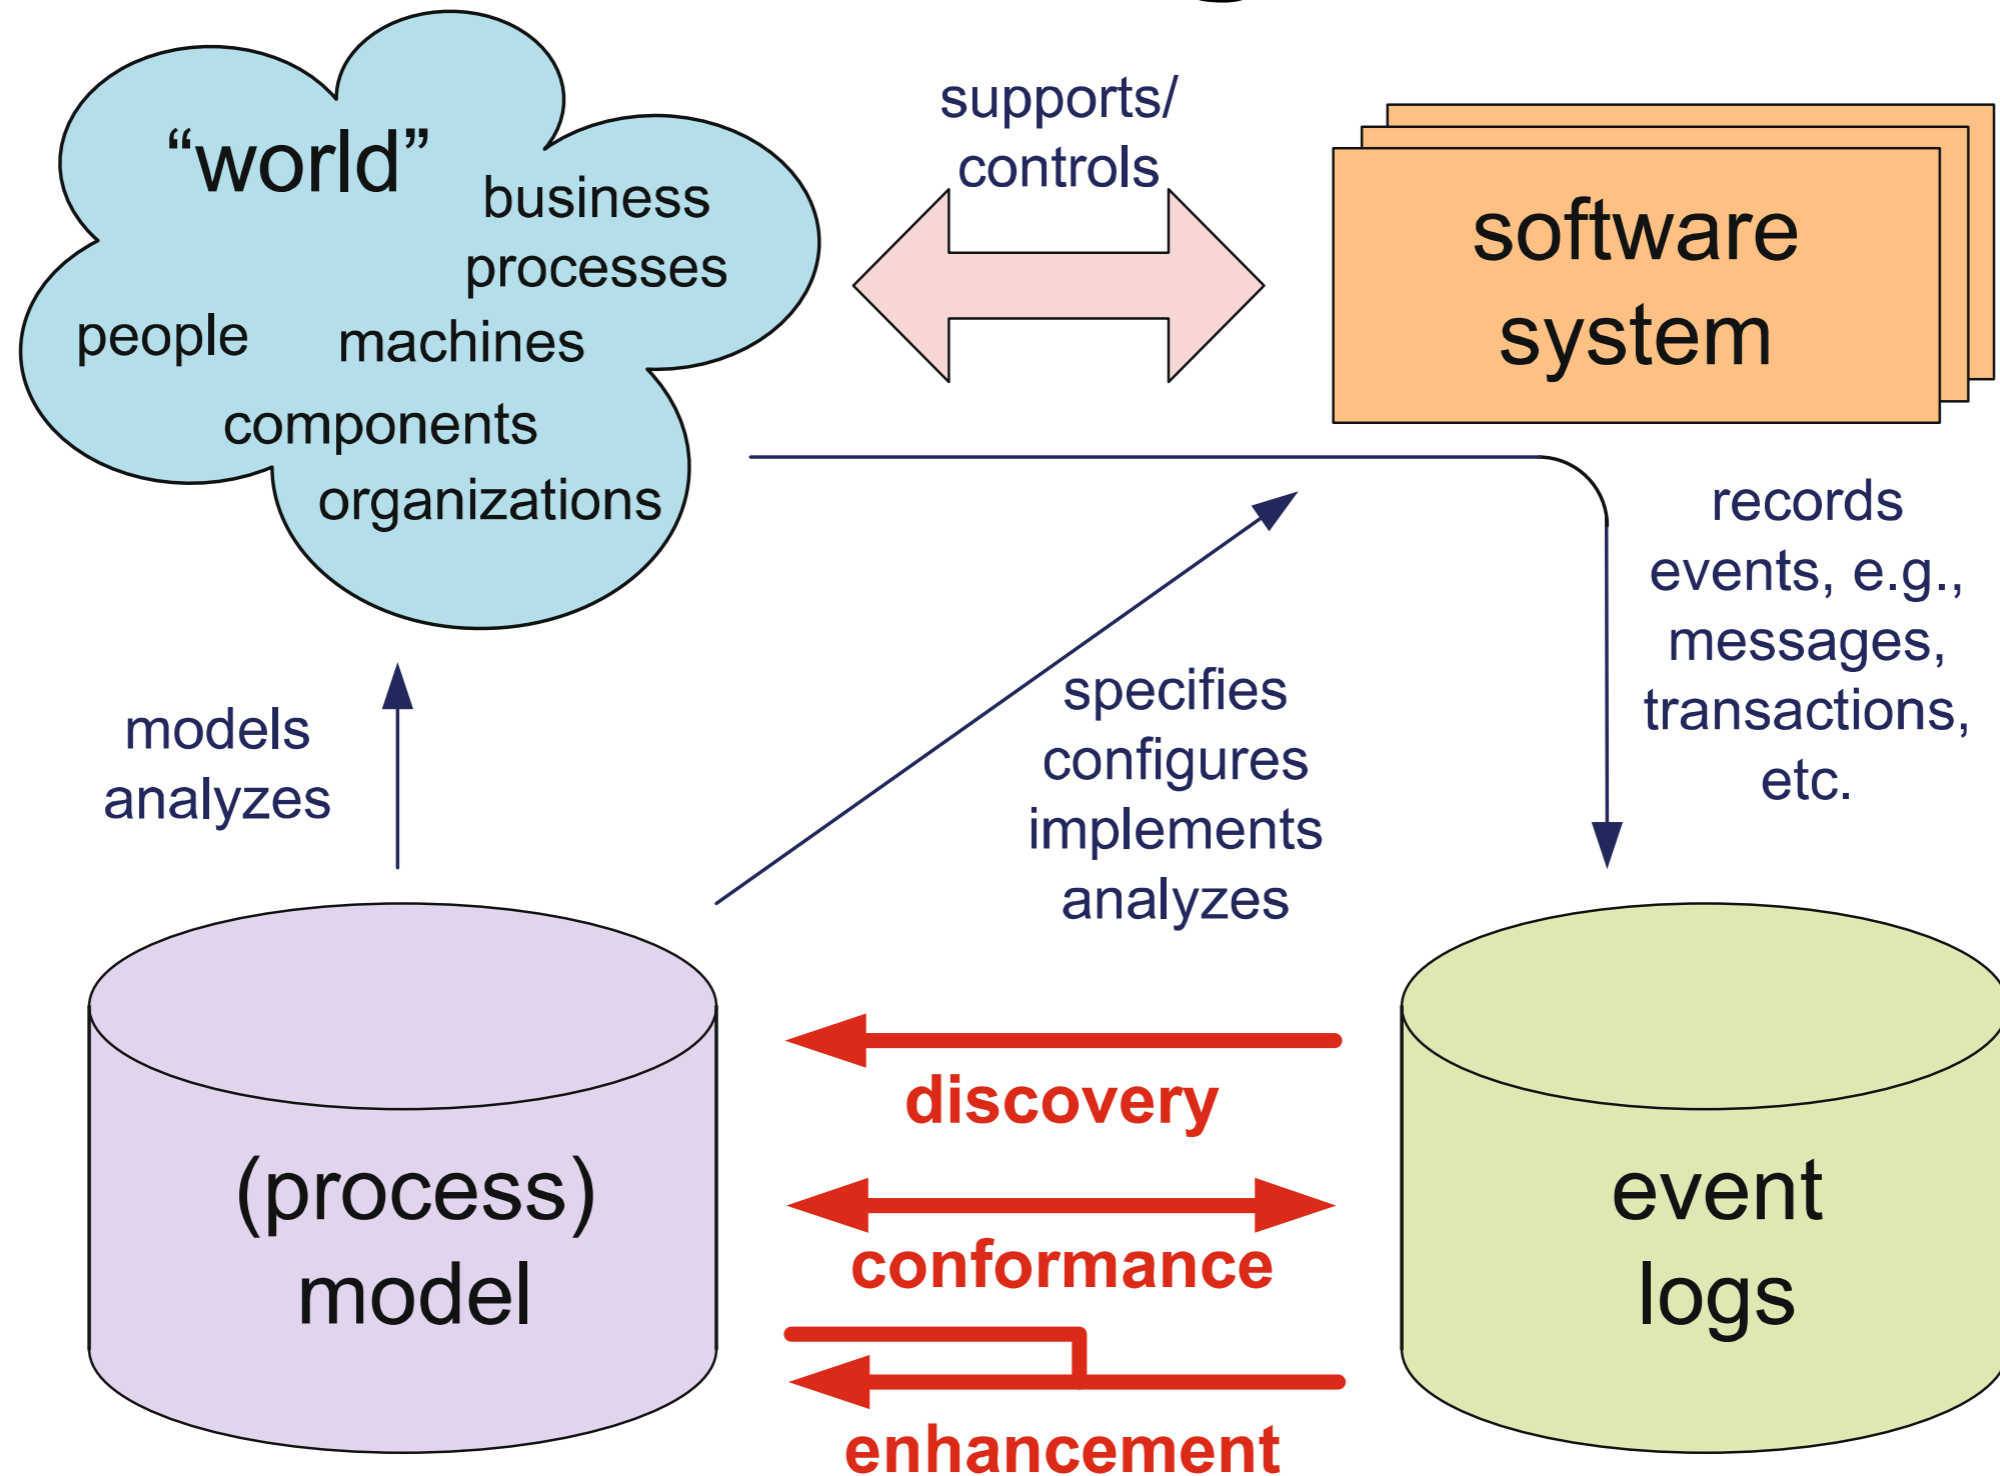 “world”
business
processes
people
machines
components
organizations
supports/
controls
software
system
records
events, e.g.,
messages,
transactions,
etc.
models
analyzes
specifies
configures
implements
analyzes
(process)
model
discovery
conformance
enhancement
event
logs